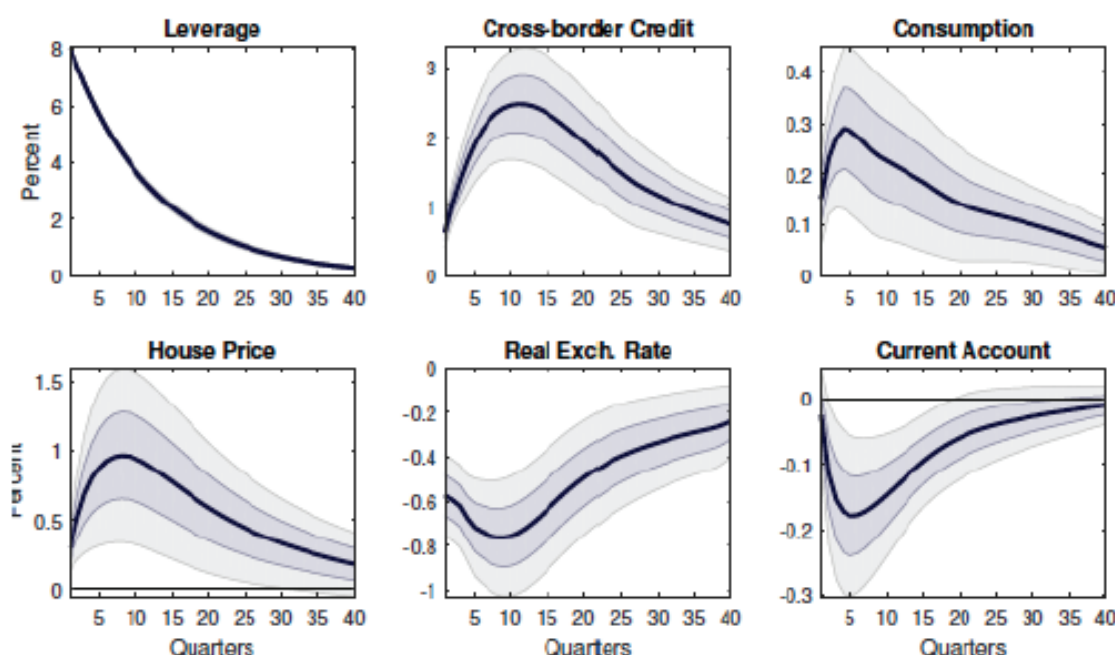 Leverage Cross-border Credit Consumption
8 3 0.4
6 0.3
Percent 4 2 0.2
2 1 0.1
0 0 0
5 10 15 20 25 30 35 40 5 10 15 20 25 30 35 40 5 10 15 20 25 30 35 40
House Price Real Exch. Rate Current Account
1.5 0 0
1 -0.2 -0.1
Percent 0.5 -0.4 -0.2
0 -0.6 -0.3
-0.8
-1
5 10 15 20 25 30 35 40 5 10 15 20 25 30 35 40 5 10 15 20 25 30 35 40
Quarters Quarters Quarters